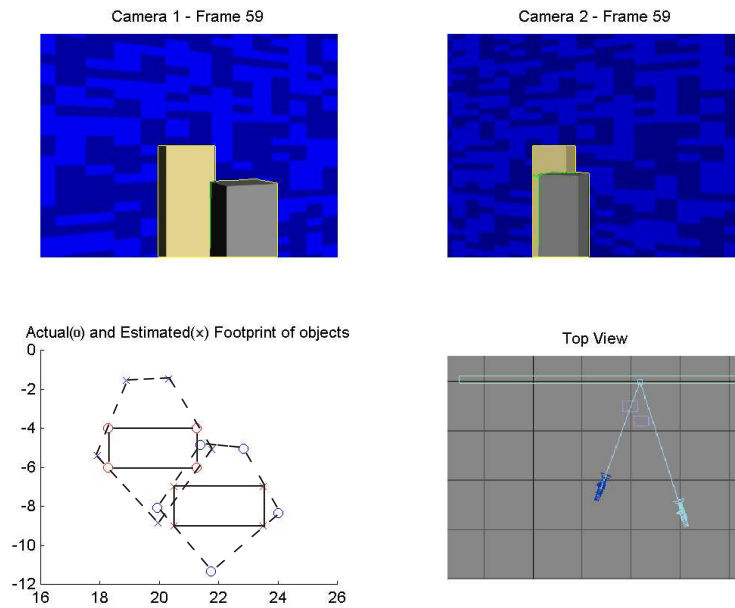 Camera 1 - Frame 59
Camera 2 - Frame 59
Actual(o) and Estimated(x) Footprint of objects
Top View
0
-2
-4
-6
-8
-10
-12
16 18 20 22 24 26